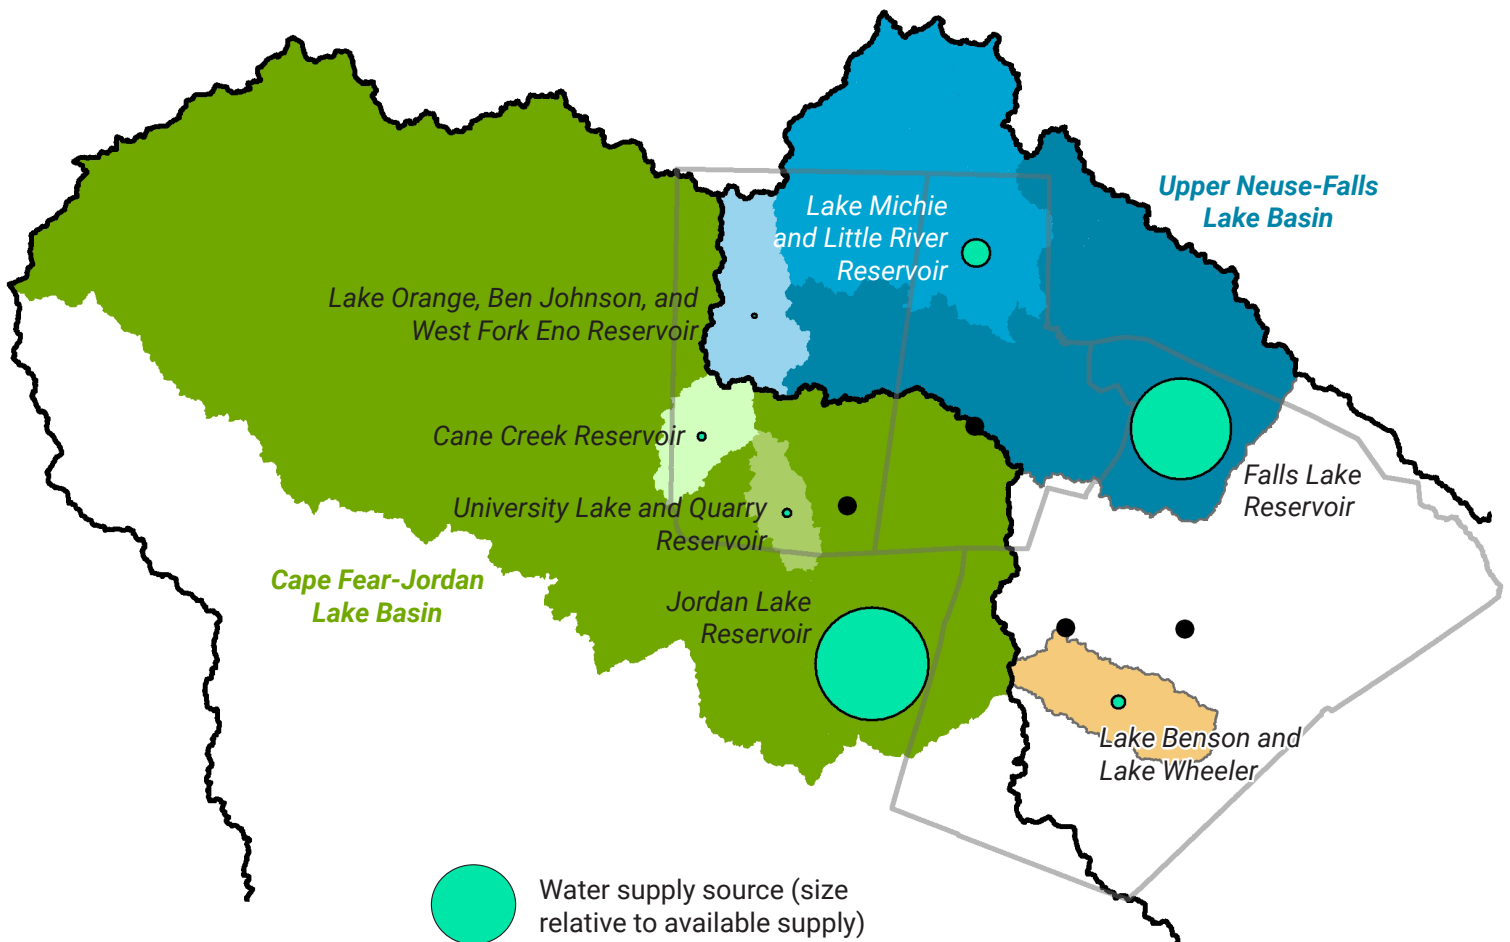 Upper Neuse-Falls
Lake Basin
Lake Michie
and Little River
Reservoir
Lake Orange, Ben Johnson, and
West Fork Eno Reservoir
Cane Creek Reservoir
Falls Lake
Reservoir
University Lake and Quarry
Reservoir
Cape Fear-Jordan
Lake Basin
Jordan Lake
Reservoir
Lake Benson and
Lake Wheeler
Water supply source (size
relative to available supply)